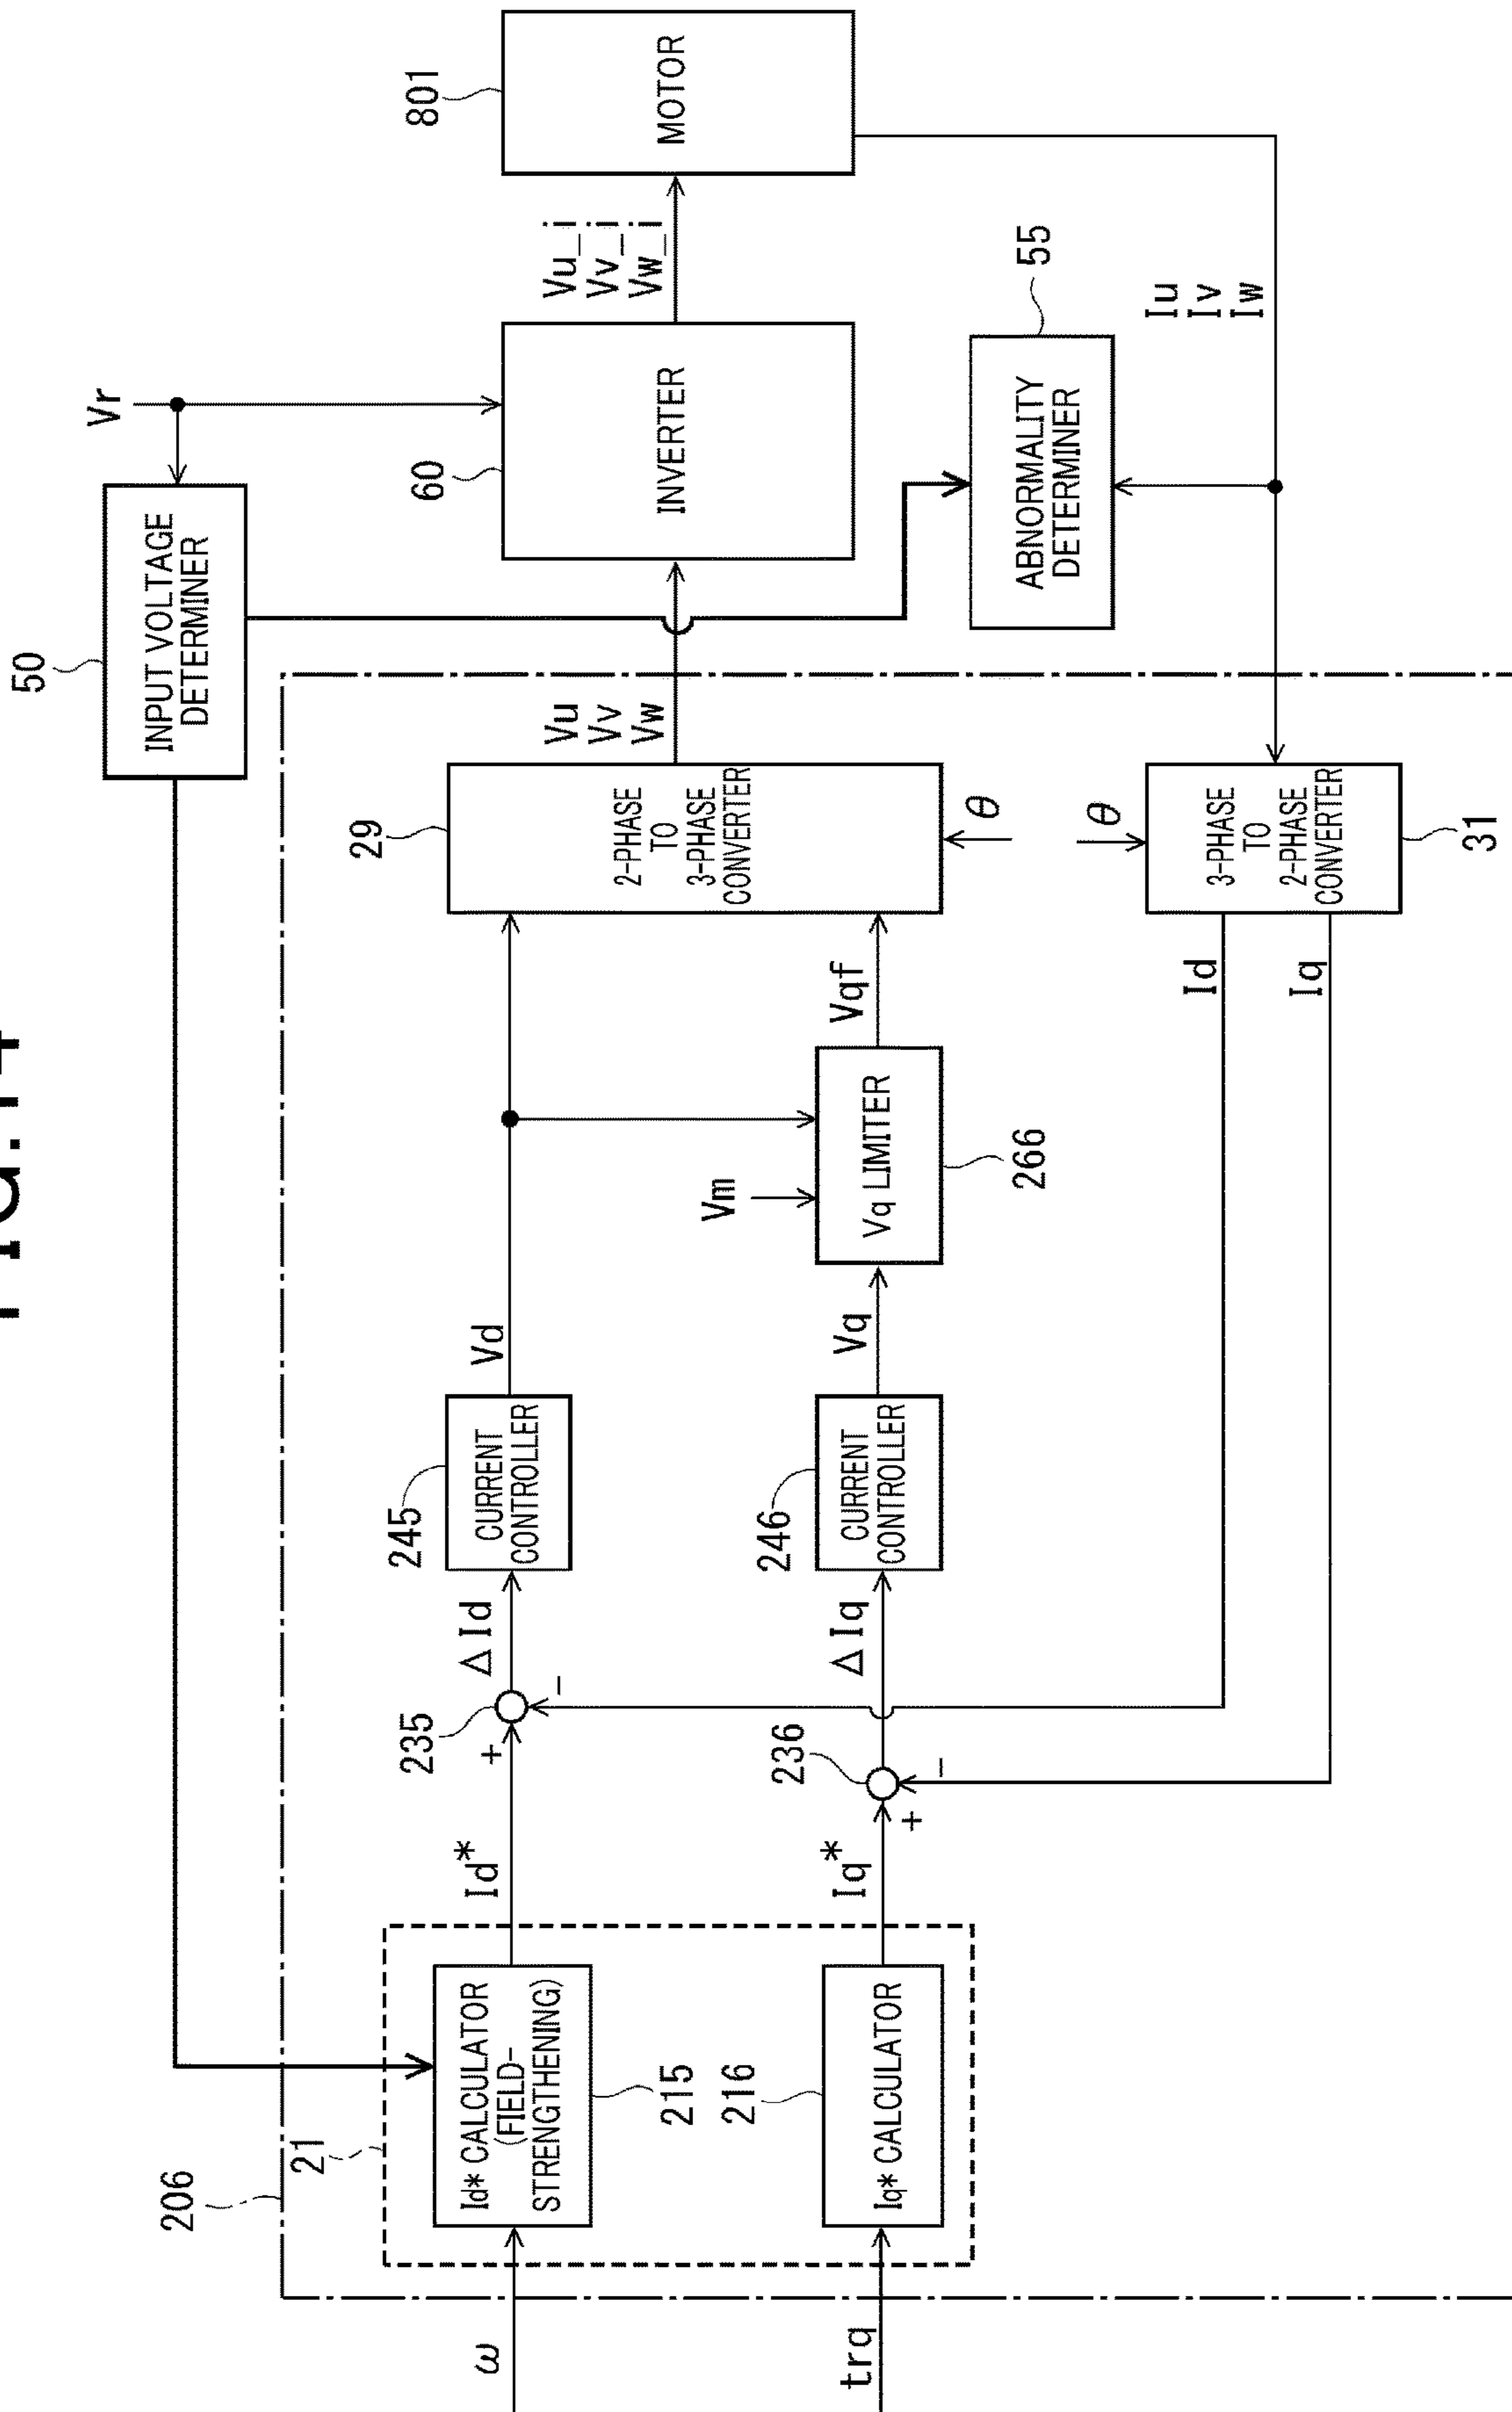 FIG.14
50
INPUT VOLTAGE
DETERMINER
Vr
206
21
ω
Id* CALCULATOR
(FIELD-
STRENGTHENING)
215
Id*
+
-
235
ΔId
245
CURRENT
CONTROLLER
Vd
29
2-PHASE
TO
3-PHASE
CONVERTER
θ
Vu
Vv
Vw
60
INVERTER
Vu_i
Vv_i
Vw_i
801
MOTOR
trq
216
Iq* CALCULATOR
Iq*
+
-
236
ΔIq
246
CURRENT
CONTROLLER
Vq
Vm
Vq LIMITER
266
Vqf
ABNORMALITY
DETERMINER
55
Iu
Iv
Iw
θ
3-PHASE
TO
2-PHASE
CONVERTER
31
Id
Iq